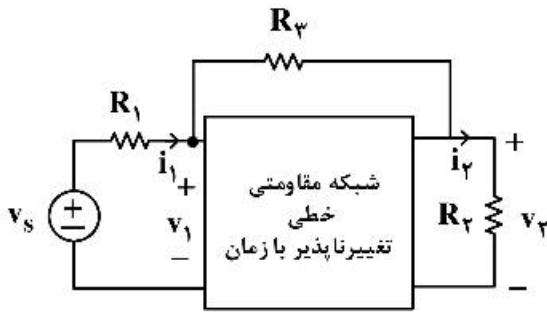 R۳
R۱
i۱
i۲
+
+
+
−
v۱
−
vs
شبکه مقاومتی
خطی
تغییرناپذیر با زمان
R۲
v۲
−
−